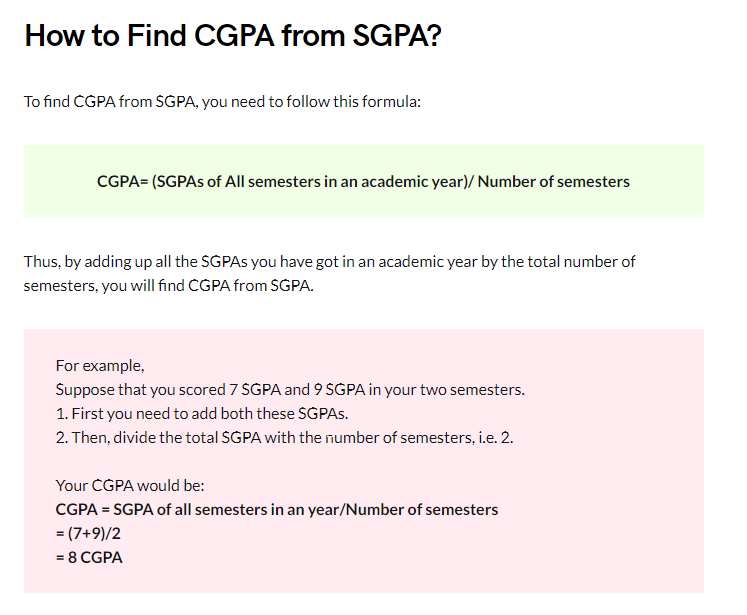 How to Find CGPA from SGPA?
To find CGPA from SGPA, you need to follow this formula:
CGPA= (SGPAs of All semesters in an academic year)/ Number of semesters
Thus, by adding up all the SGPAs you have got in an academic year by the total number of
semesters, you will find CGPA from SGPA.
For example,
Suppose that you scored 7 SGPA and 9 SGPA in your two semesters.
1. First you need to add both these SGPAs.
2. Then, divide the total SGPA with the number of semesters, i.e. 2.
Your CGPA would be:
CGPA = SGPA of all semesters in an year/Number of semesters
= (7+9)/2
= 8 CGPA